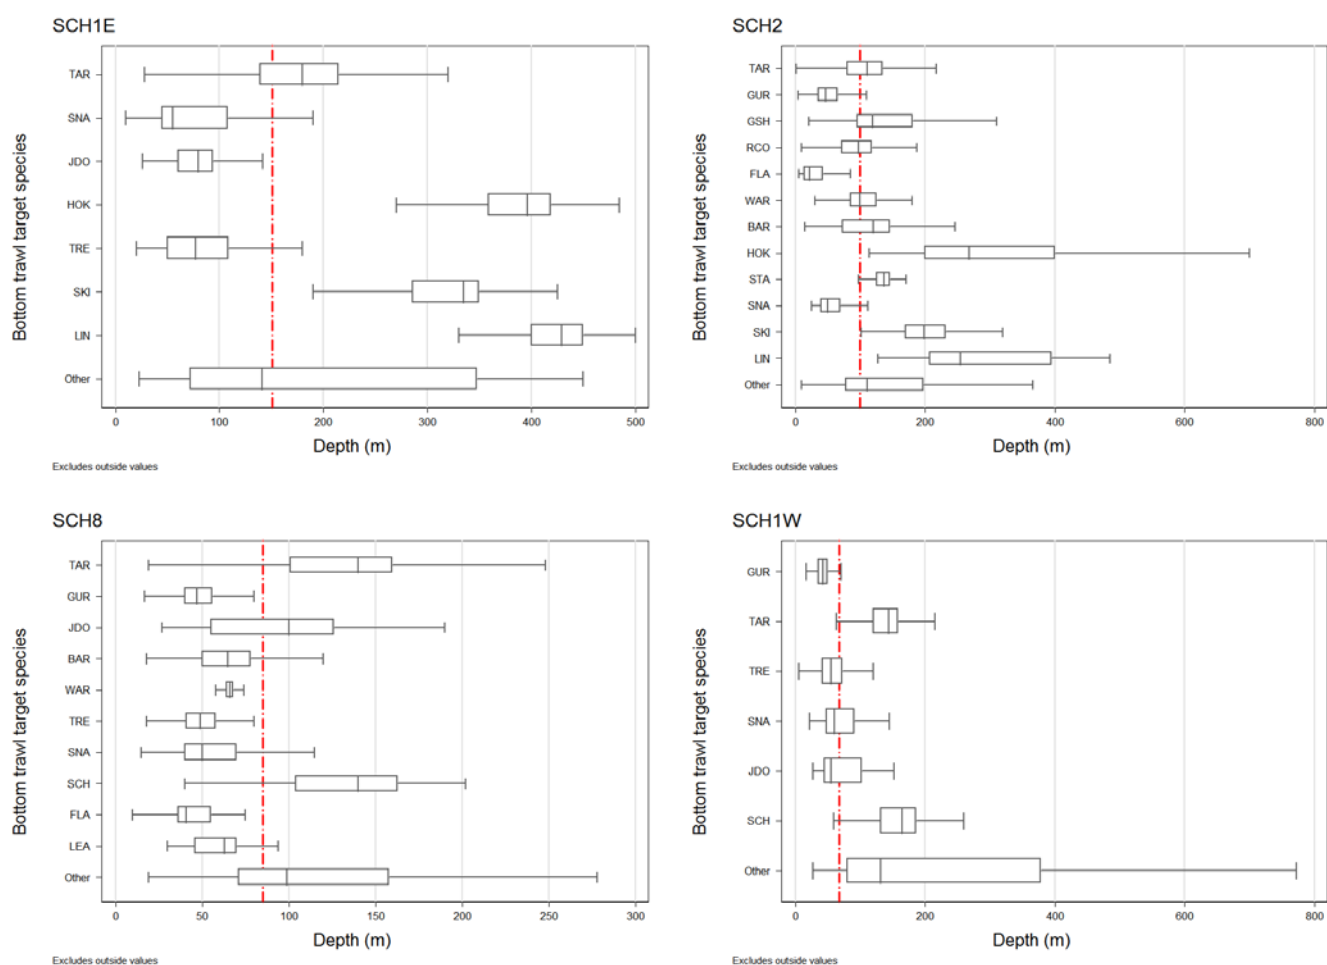 SCH1E
Bottom trawl target species
TAR
SNA
JDO
HOK
TRE
SKI
LIN
Other
0 100 200 300 400 500
Depth (m)
Excludes outside values
SCH2
Bottom trawl target species
TAR
GUR
GSH
RCO
FLA
WAR
BAR
HOK
STA
SNA
SKI
LIN
Other
0 200 400 600 800
Depth (m)
Excludes outside values
SCH8
Bottom trawl target species
TAR
GUR
JDO
BAR
WAR
TRE
SNA
SCH
FLA
LEA
Other
0 50 100 150 200 250 300
Depth (m)
Excludes outside values
SCH1W
Bottom trawl target species
GUR
TAR
TRE
SNA
JDO
SCH
Other
0 200 400 600 800
Depth (m)
Excludes outside values